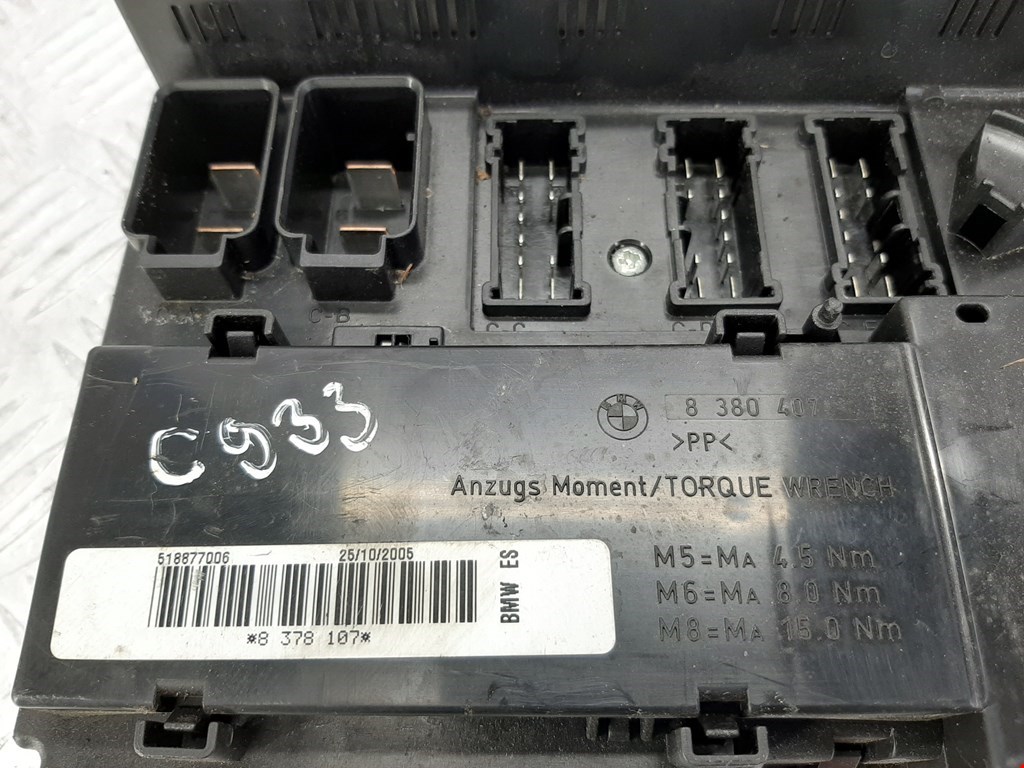 C-B
C-C
C933
8 380 407
>PP<
Anzugs Moment/TORQUE WRENCH
M5=MA 4.5 Nm
M6=MA 8.0 Nm
M8=MA 15.0 Nm
518877006 25/10/2005
*8 378 107*
BMW ES